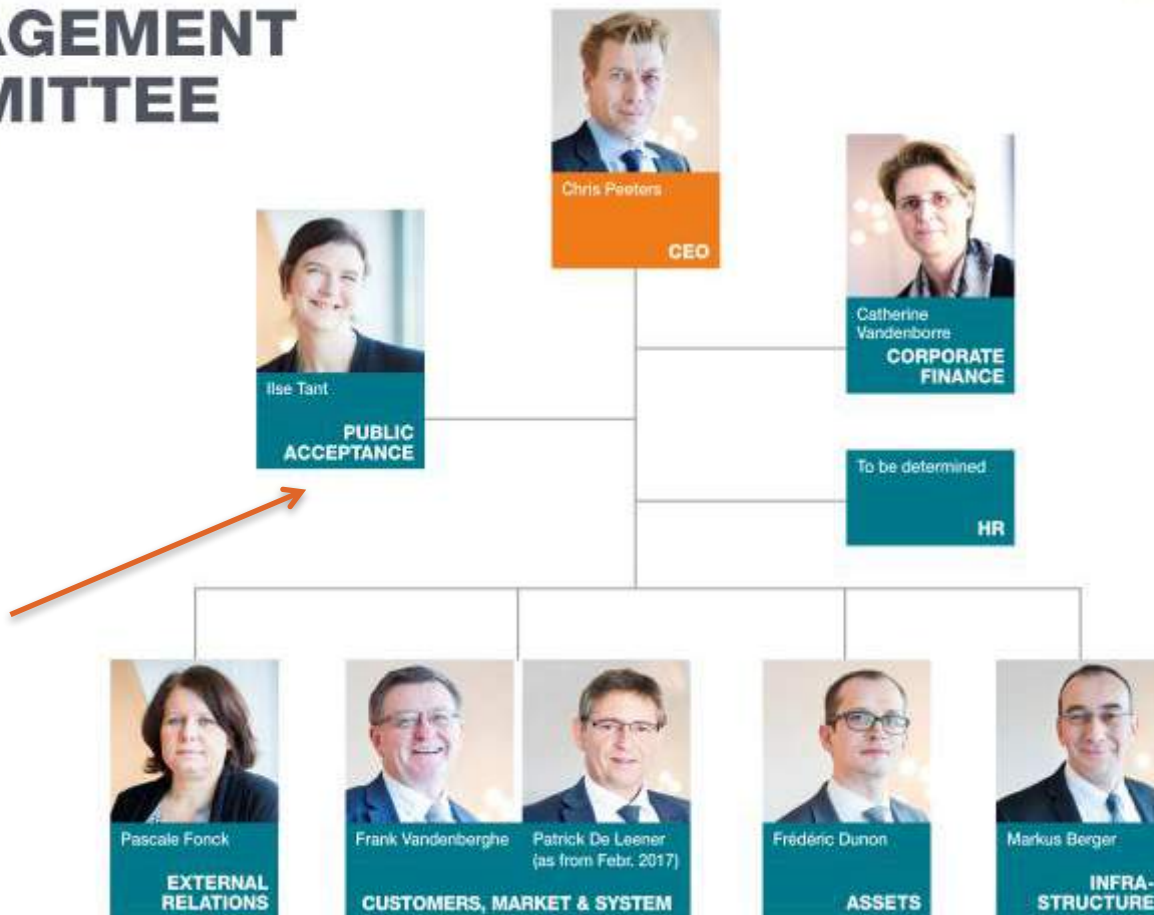 AGEMENT
MITTEE
Chris Peeters
CEO
Catherine
Vandenborre
CORPORATE
FINANCE
Ilse Tant
PUBLIC
ACCEPTANCE
To be determined
HR
Pascale Fonck
EXTERNAL
RELATIONS
Frank Vandenberghe
Patrick De Leener
(as from Febr. 2017)
CUSTOMERS, MARKET & SYSTEM
Frédéric Dunon
ASSETS
Markus Berger
INFRA-
STRUCTURE